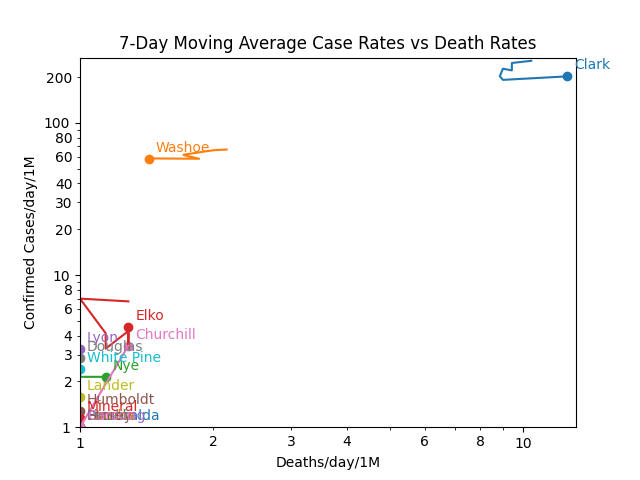 7-Day Moving Average Case Rates vs Death Rates
Clark
Washoe
Elko
Churchill
Lyon
Douglas
White Pine
Nye
Lander
Humboldt
Mineral
Confirmed Cases/day/1M
200
100
80
60
40
30
20
10
8
6
4
3
2
1
1
2
3
4
6
8
10
Deaths/day/1M